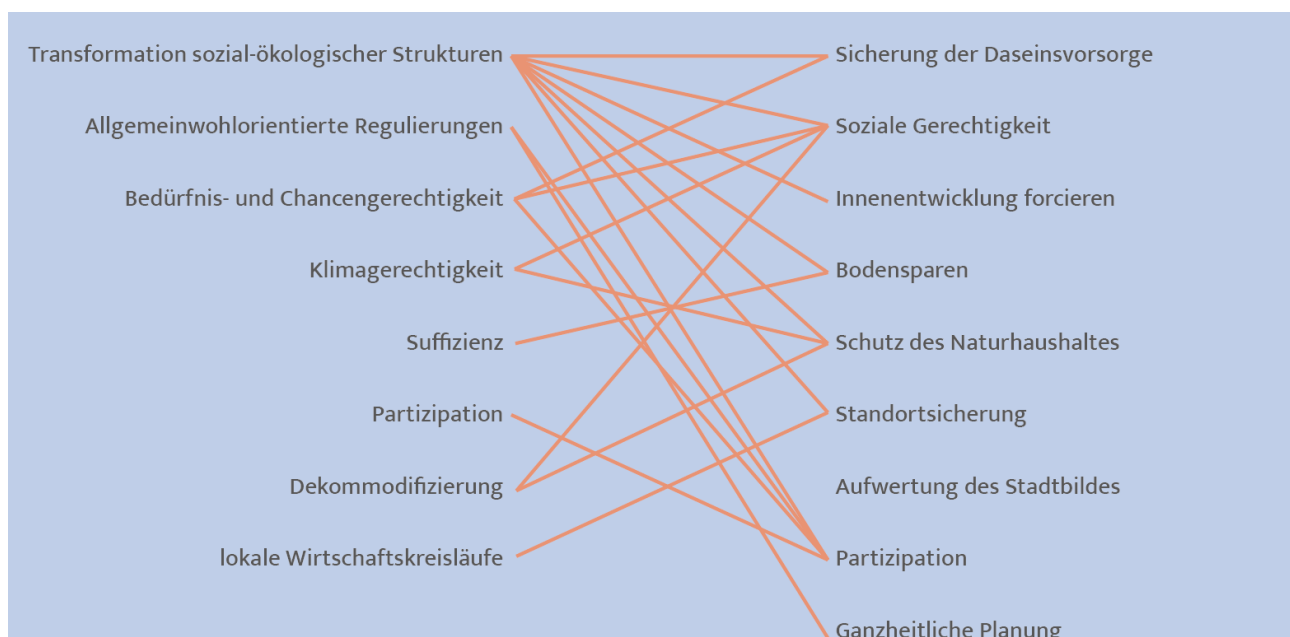 Transformation sozial-ökologischer Strukturen
Sicherung der Daseinsvorsorge
Allgemeinwohlorientierte Regulierungen
Soziale Gerechtigkeit
Bedürfnis- und Chancengerechtigkeit
Innenentwicklung forcieren
Klimagerechtigkeit
Bodensparen
Suffizienz
Schutz des Naturhaushaltes
Partizipation
Standortsicherung
Dekommodifizierung
Aufwertung des Stadtbildes
lokale Wirtschaftskreisläufe
Partizipation
Ganzheitliche Planung